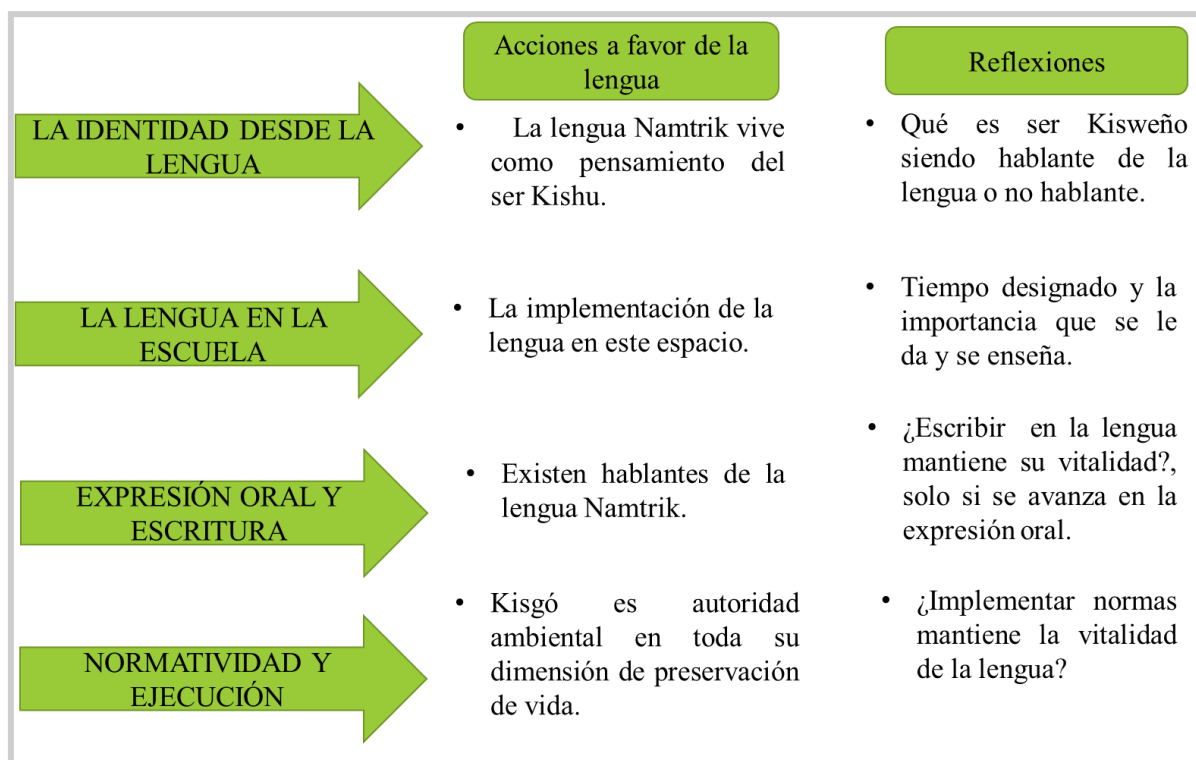 Acciones a favor de la
lengua
Reflexiones
LA IDENTIDAD DESDE LA
LENGUA
• La lengua Namtrik vive
como pensamiento del
ser Kishu.
• Qué es ser Kisweño
siendo hablante de la
lengua o no hablante.
LA LENGUA EN LA
ESCUELA
• La implementación de la
lengua en este espacio.
• Tiempo designado y la
importancia que se le
da y se enseña.
EXPRESIÓN ORAL Y
ESCRITURA
• Existen hablantes de la
lengua Namtrik.
• ¿Escribir en la lengua
mantiene su vitalidad?,
solo si se avanza en la
expresión oral.
NORMATIVIDAD Y
EJECUCIÓN
• Kisgó es autoridad
ambiental en toda su
dimensión de preservación
de vida.
• ¿Implementar normas
mantiene la vitalidad
de la lengua?